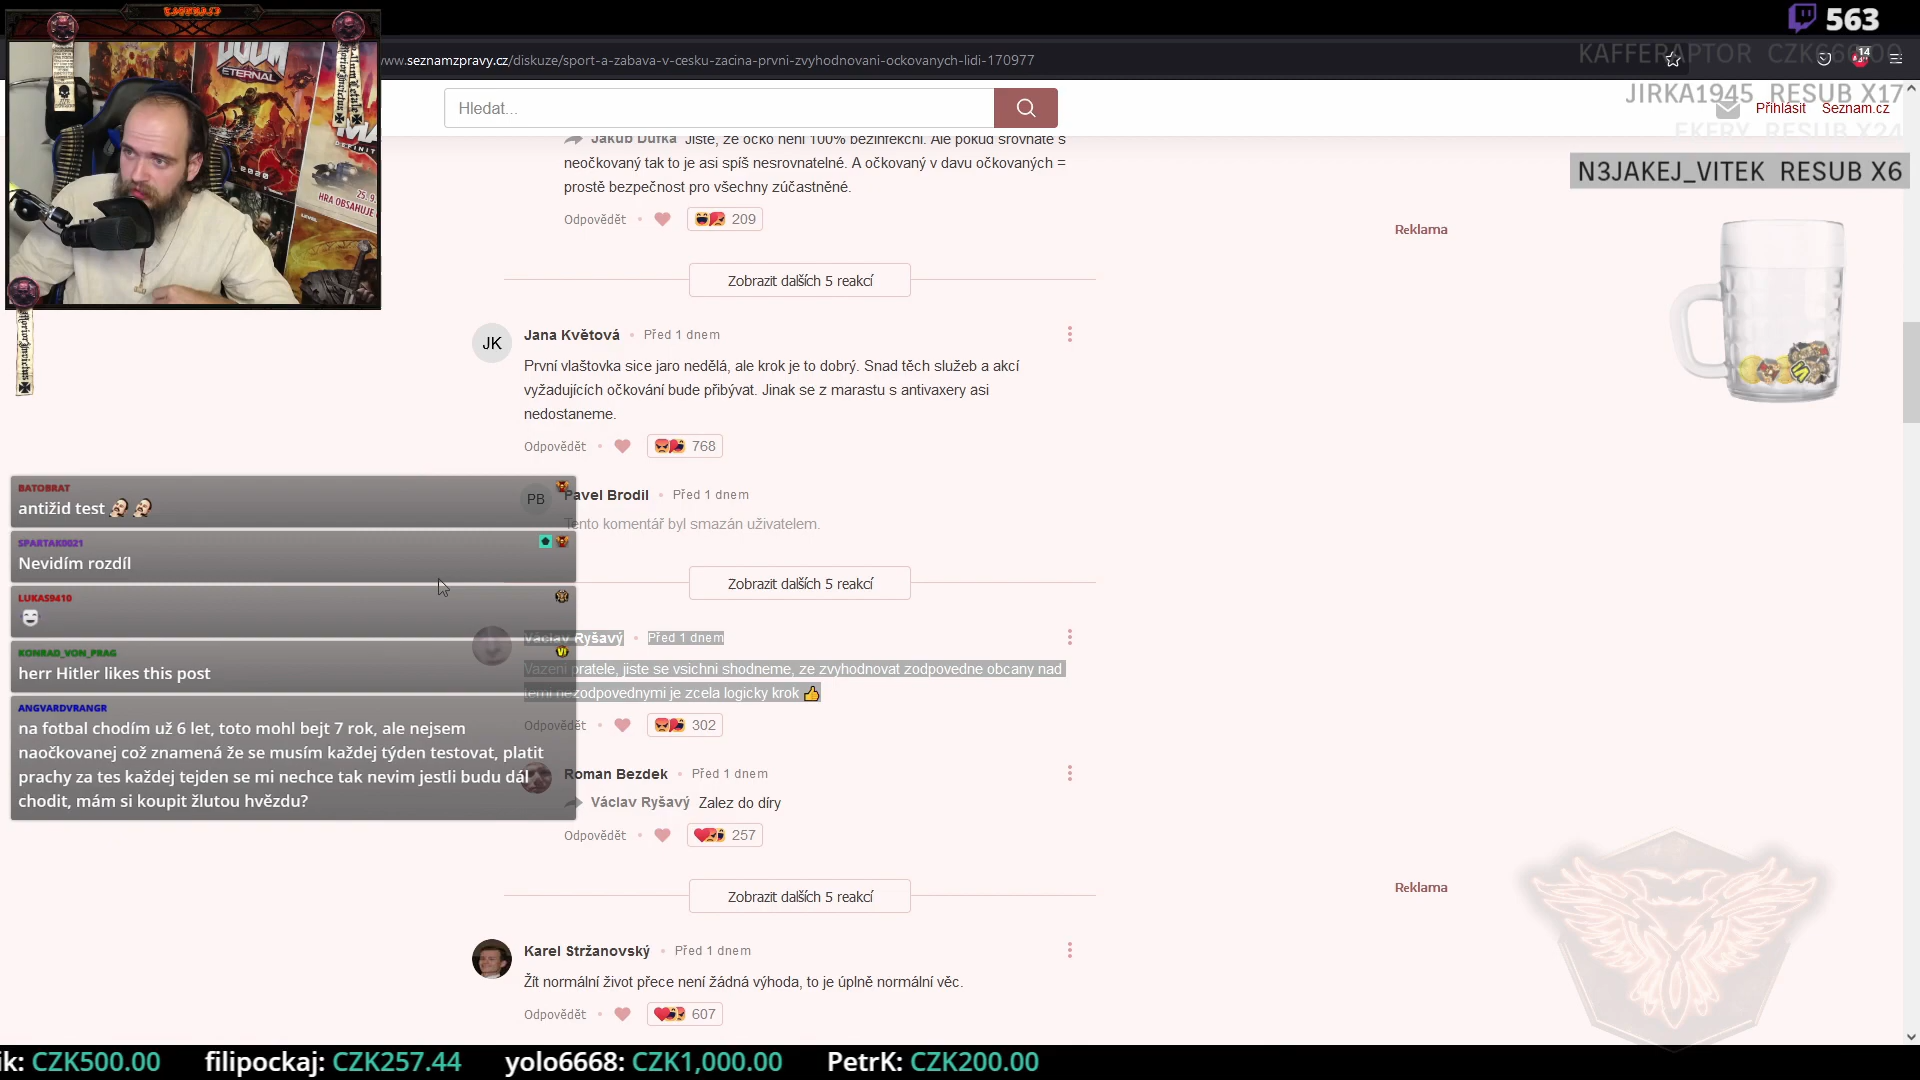 563
www.seznamzpravy.cz/diskuze/sport-a-zabava-v-cesku-zacina-prvni-zvyhodnovani-ockovanych-lidi-170977
KAFFERAPTOR
14
JIRKA1945 RESUB X17
EKERY RESUB X24
N3JAKEJ_VITEK RESUB X6
DOOM
ETERNAL
25. 9.
HRA OBSAHUJE
Hledat...
Přihlásit Seznam.cz
Jakub Dufka Jistě, že očko není 100% bezinfekční. Ale pokud srovnáte s
neočkovaný tak to je asi spíš nesrovnatelné. A očkovaný v davu očkovaných =
prostě bezpečnost pro všechny zúčastněné.
Odpovědět • 209
Reklama
Zobrazit dalších 5 reakcí
JK
Jana Květová • Před 1 dnem
První vlaštovka sice jaro nedělá, ale krok je to dobrý. Snad těch služeb a akcí
vyžadujících očkování bude přibývat. Jinak se z marastu s antivaxery asi
nedostaneme.
Odpovědět • 768
PB
Pavel Brodil • Před 1 dnem
Tento komentář byl smazán uživatelem.
Zobrazit dalších 5 reakcí
Václav Ryšavý • Před 1 dnem
Vazeni pratele, jiste se vsichni shodneme, ze zvyhodnovat zodpovedne obcany nad
temi nezodpovednymi je zcela logicky krok 👍
Odpovědět • 302
Roman Bezdek • Před 1 dnem
Václav Ryšavý Zalez do díry
Odpovědět • 257
Zobrazit dalších 5 reakcí
Reklama
Karel Stržanovský • Před 1 dnem
Žít normální život přece není žádná výhoda, to je úplně normální věc.
Odpovědět • 607
BATOBRAT
antižid test
SPARTAK0021
Nevidím rozdíl
LUKAS9410
KONRAD_VON_PRAG
herr Hitler likes this post
ANGVARDVRANGR
na fotbal chodím už 6 let, toto mohl bejt 7 rok, ale nejsem
naočkovanej což znamená že se musím každej týden testovat, platit
prachy za tes každej tejden se mi nechce tak nevim jestli budu dál
chodit, mám si koupit žlutou hvězdu?
ik: CZK500.00 filipockaj: CZK257.44 yolo6668: CZK1,000.00 PetrK: CZK200.00